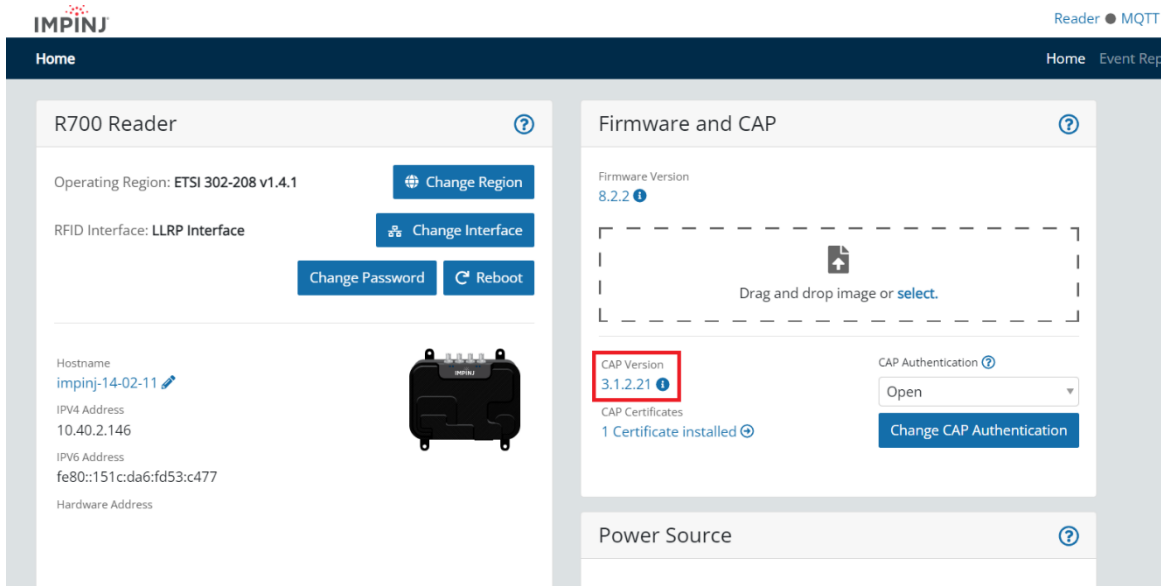 IMPINJ
Reader MQTT
Home
Home Event Rep
R700 Reader
Operating Region: ETSI 302-208 v1.4.1
Change Region
RFID Interface: LLRP Interface
Change Interface
Change Password
Reboot
Hostname
impinj-14-02-11
IPV4 Address
10.40.2.146
IPV6 Address
fe80::151c:da6:fd53:c477
Hardware Address
IMPINJ
Firmware and CAP
Firmware Version
8.2.2
Drag and drop image or select.
CAP Version
3.1.2.21
CAP Certificates
1 Certificate installed
CAP Authentication
Open
Change CAP Authentication
Power Source